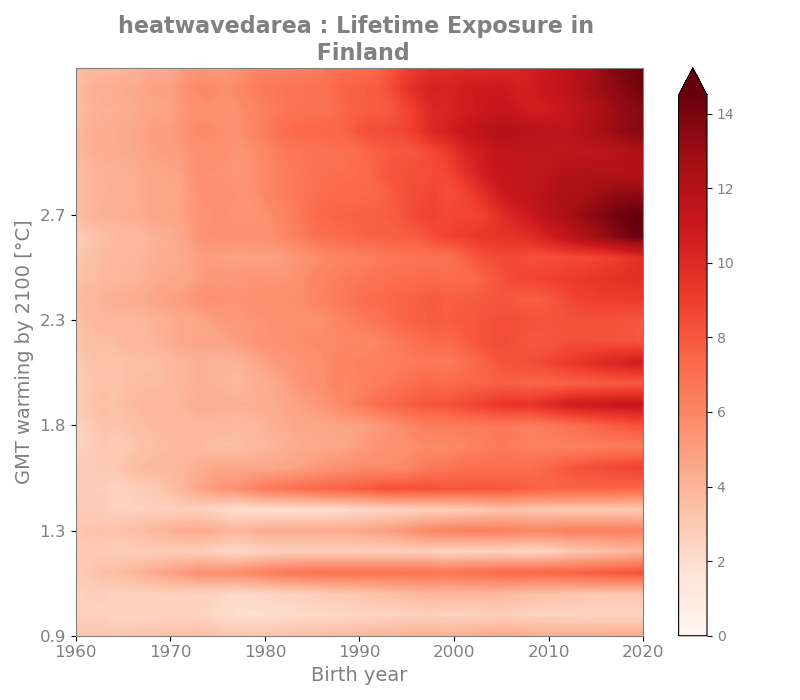 heatwavedarea : Lifetime Exposure in
Finland
GMT warming by 2100 [°C]
2.7
2.3
1.8
1.3
0.9
1960 1970 1980 1990 2000 2010 2020
Birth year
14
12
10
8
6
4
2
0